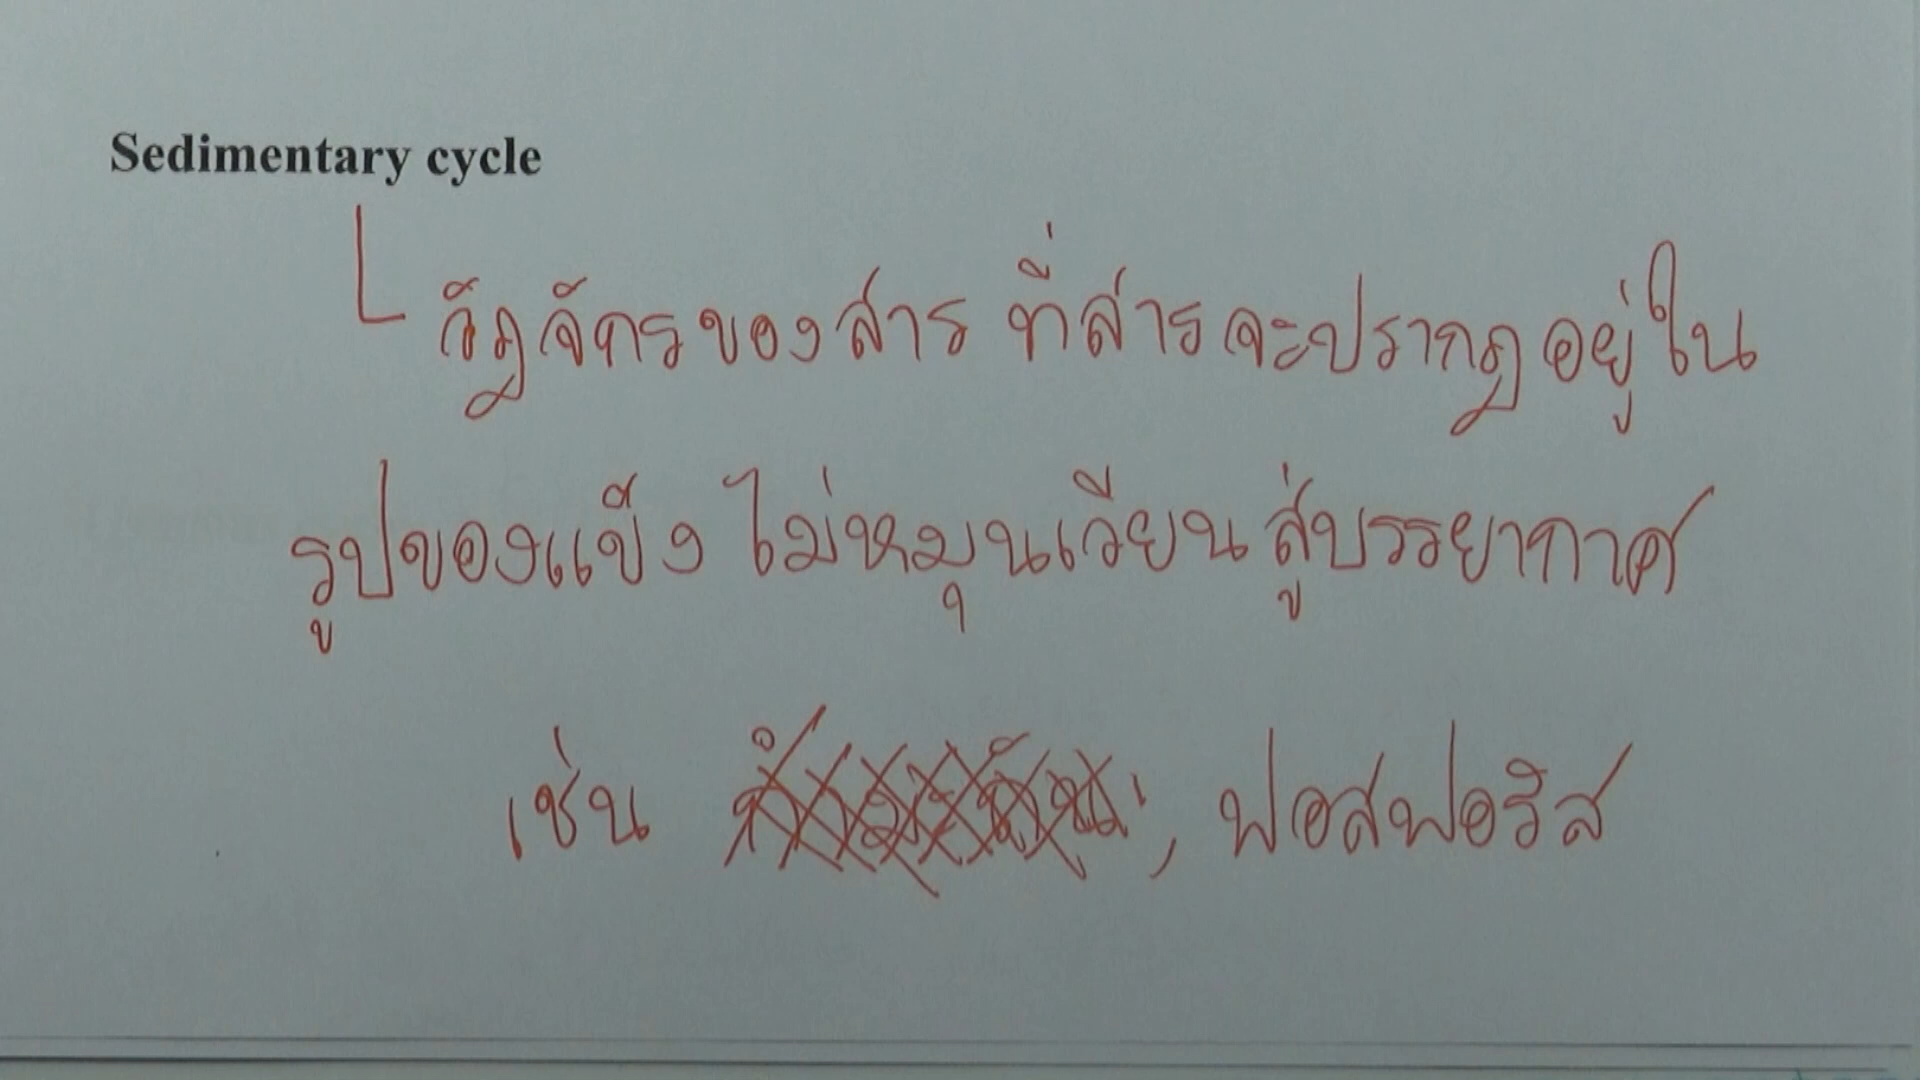 Sedimentary cycle
วัฏจักรของสาร ที่สารจะปรากฏอยู่ใน
รูปของแข็ง ไม่หมุนเวียนสู่บรรยากาศ
เช่น , ฟอสฟอริส